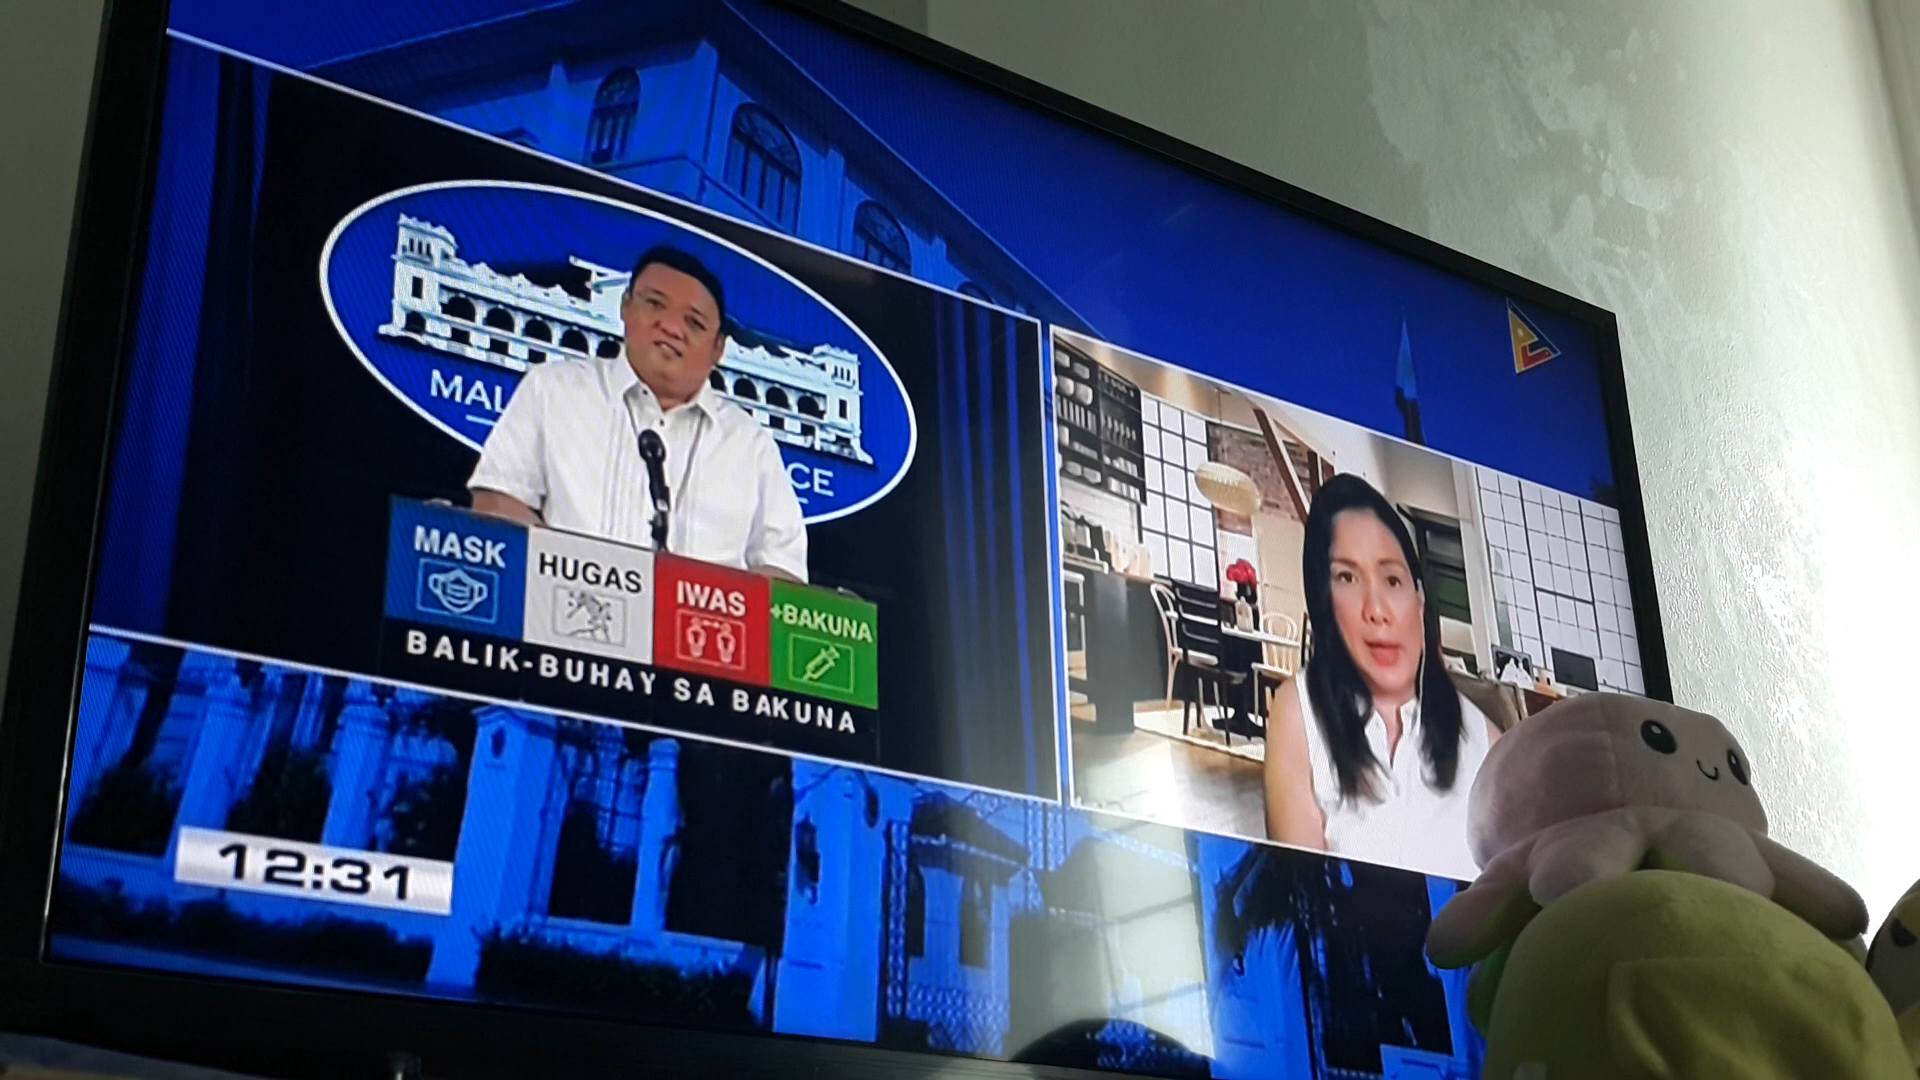 MAL
CE
MASK
HUGAS
IWAS
+BAKUNA
BALIK-BUHAY SA BAKUNA
12:31